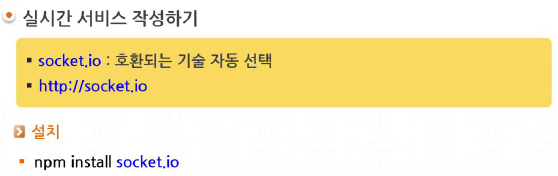 실시간 서비스 작성하기
socket.io : 호환되는 기술 자동 선택
http://socket.io
설치
npm install socket.io